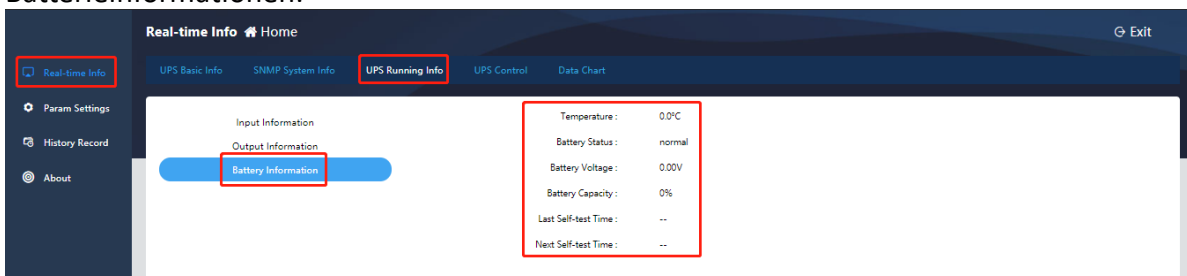 Batterieinformationen.
Real-time Info Home Exit
Real-time Info UPS Basic Info SNMP System Info UPS Running Info UPS Control Data Chart
Param Settings
History Record
About
Input Information
Output Information
Battery Information
Temperature : 0.0°C
Battery Status : normal
Battery Voltage : 0.00V
Battery Capacity : 0%
Last Self-test Time : --
Next Self-test Time : --